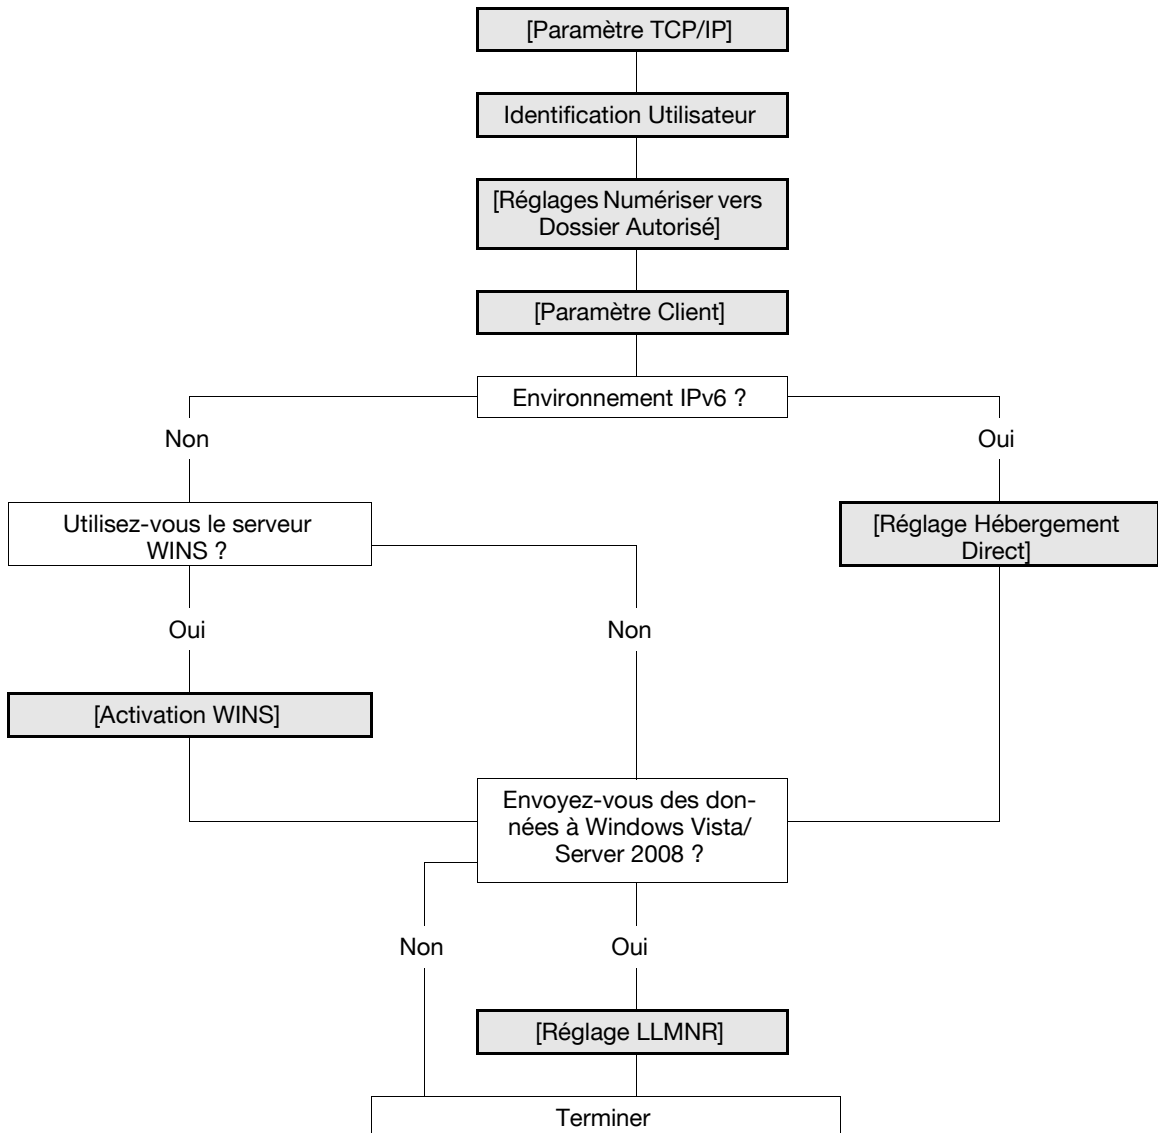 [Paramètre TCP/IP]
Identification Utilisateur
[Réglages Numériser vers
Dossier Autorisé]
[Paramètre Client]
Environnement IPv6 ?
Non
Oui
Utilisez-vous le serveur
WINS ?
[Réglage Hébergement
Direct]
Oui
Non
[Activation WINS]
Envoyez-vous des don-
nées à Windows Vista/
Server 2008 ?
Non
Oui
[Réglage LLMNR]
Terminer